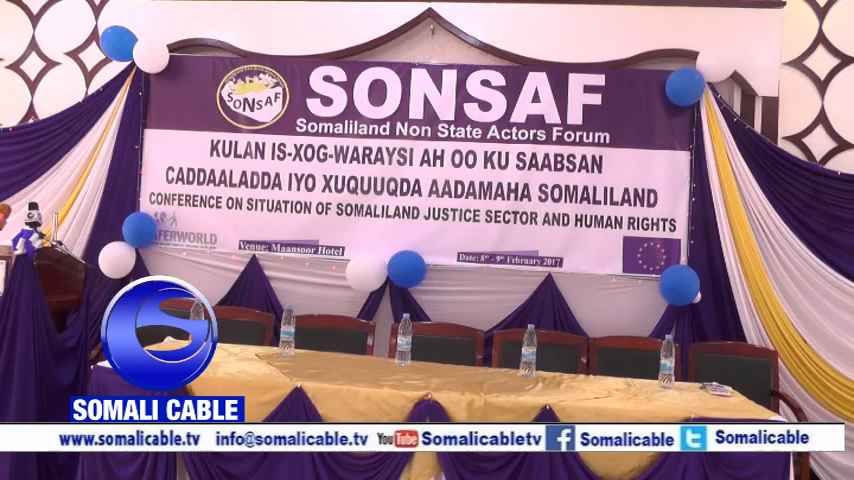 SONSAF
SONSAF
Somaliland Non State Actors Forum
KULAN IS-XOG-WARAYSI AH OO KU SAABSAN
CADDAALADDA IYO XUQUUQDA AADAMAHA SOMALILAND
CONFERENCE ON SITUATION OF SOMALILAND JUSTICE SECTOR AND HUMAN RIGHTS
AFERWORLD
Venue: Maansoor Hotel
Date: 8th - 9th February 2017
SOMALI CABLE
www.somalicable.tv info@somalicable.tv YouTube Somalicabletv f Somalicable t Somalicable